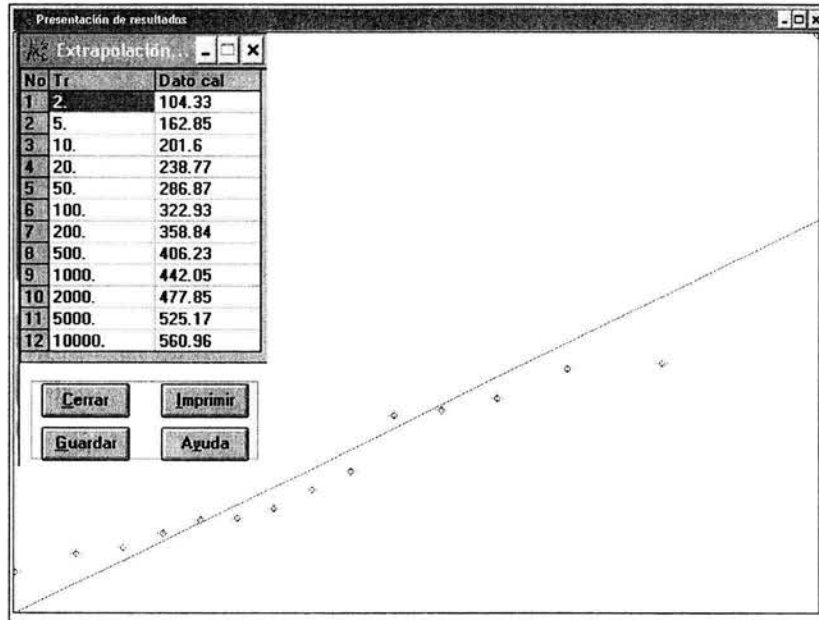 Presentación de resultados
Extrapolación...
No Tr Dato cal
1 2. 104.33
2 5. 162.85
3 10. 201.6
4 20. 238.77
5 50. 286.87
6 100. 322.93
7 200. 358.84
8 500. 406.23
9 1000. 442.05
10 2000. 477.85
11 5000. 525.17
12 10000. 560.96
Cerrar Imprimir
Guardar Ayuda